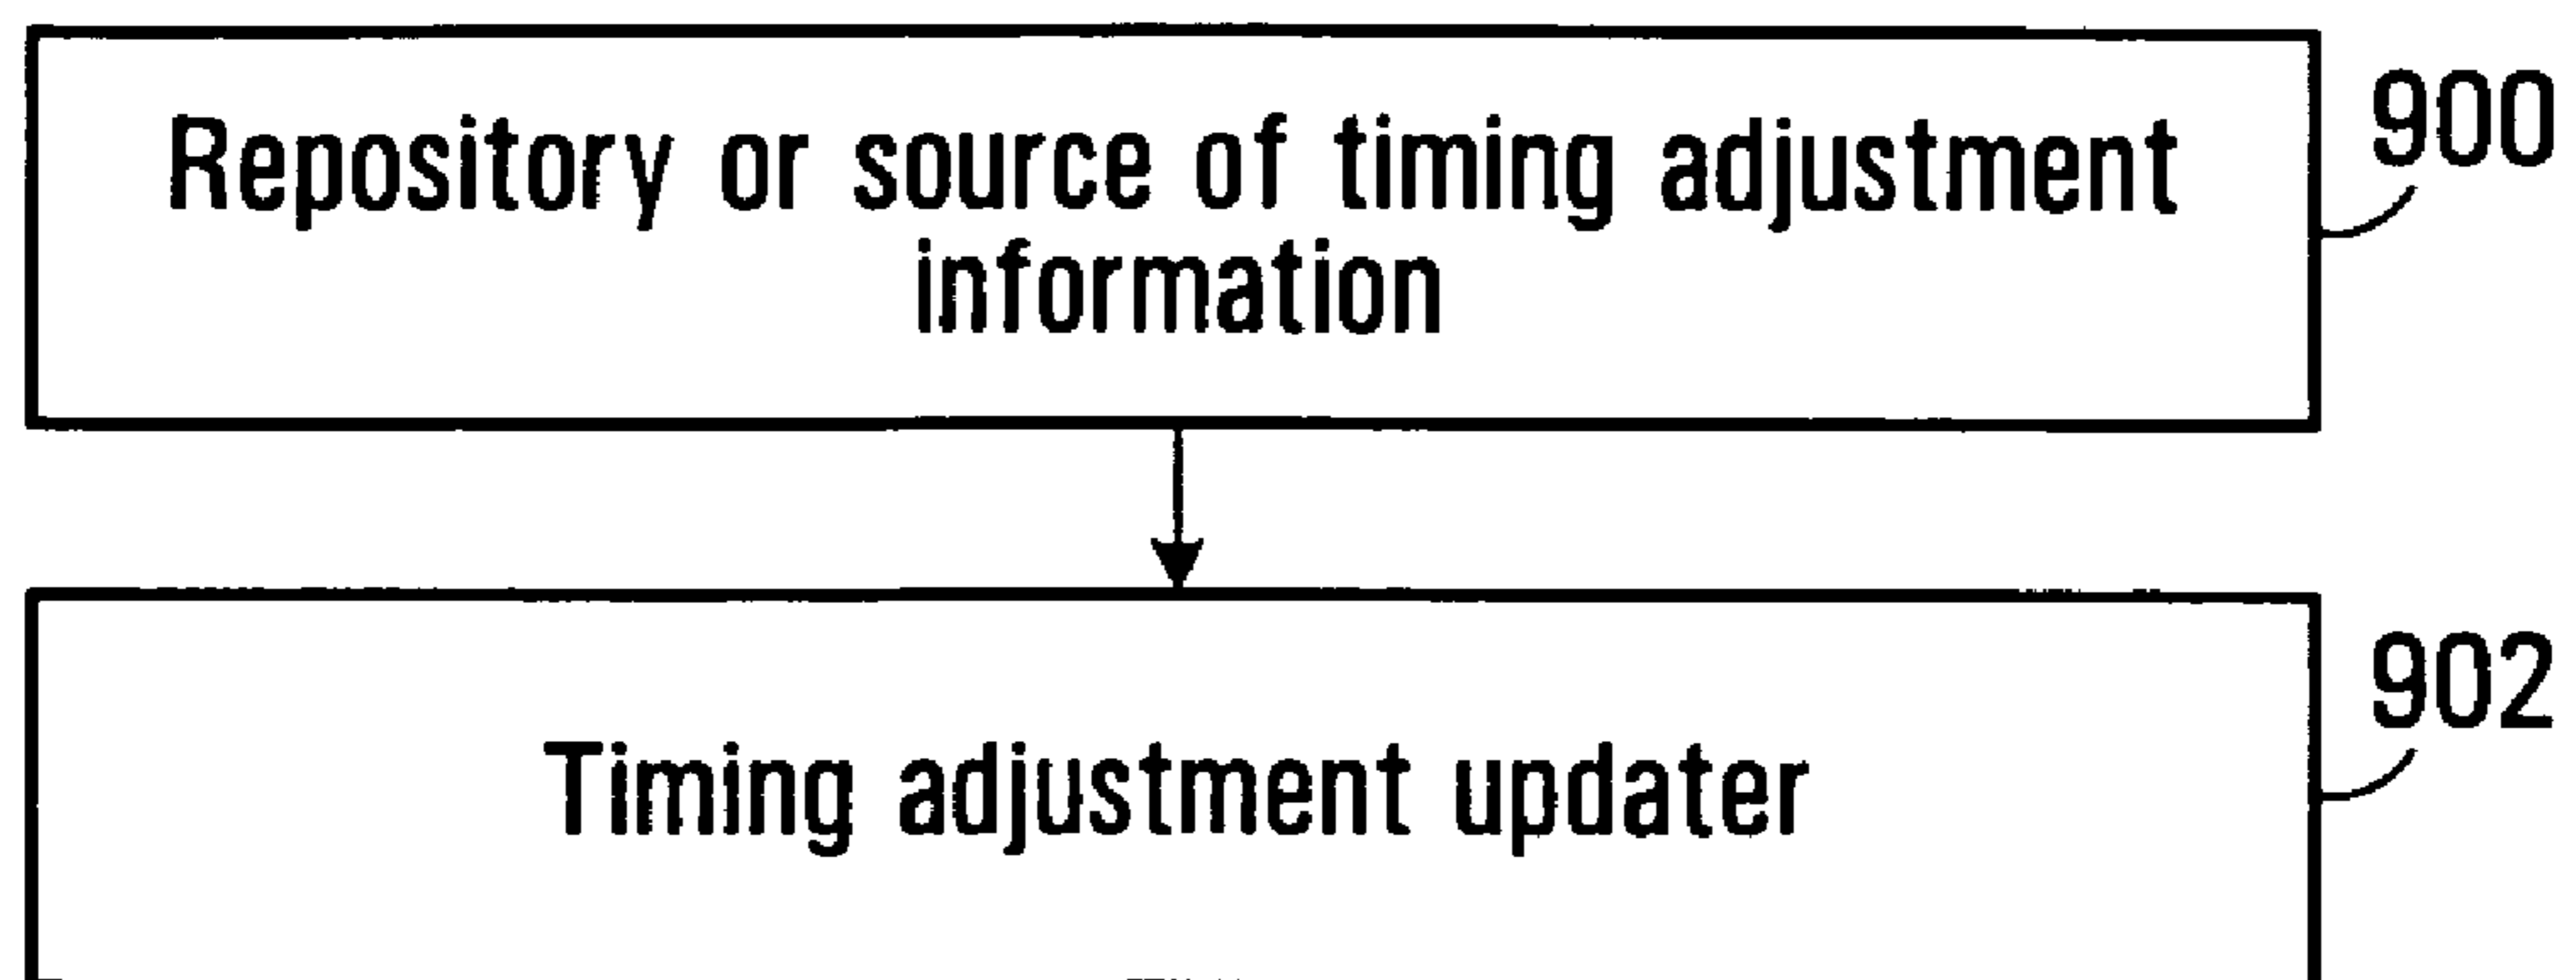 900
Repository or source of timing adjustment
information
902
Timing adjustment updater